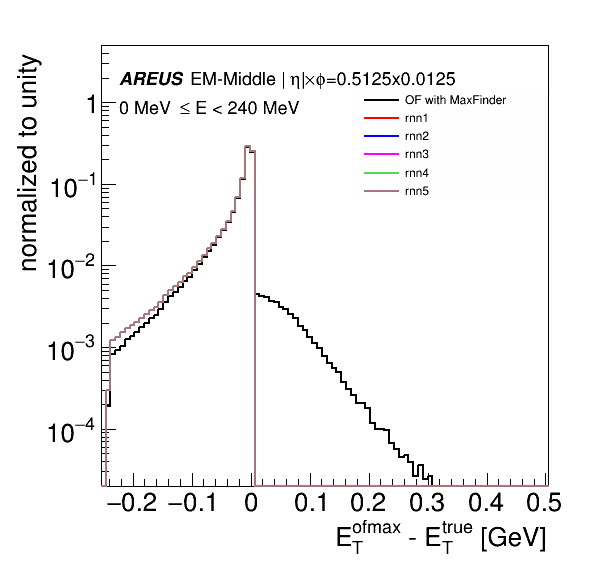 AREUS EM-Middle | η|×ϕ=0.5125x0.0125
0 MeV ≤ E < 240 MeV
OF with MaxFinder
rnn1
rnn2
rnn3
rnn4
rnn5
normalized to unity
1
10⁻¹
10⁻²
10⁻³
10⁻⁴
−0.2 −0.1 0 0.1 0.2 0.3 0.4 0.5
E_T^ofmax - E_T^true [GeV]